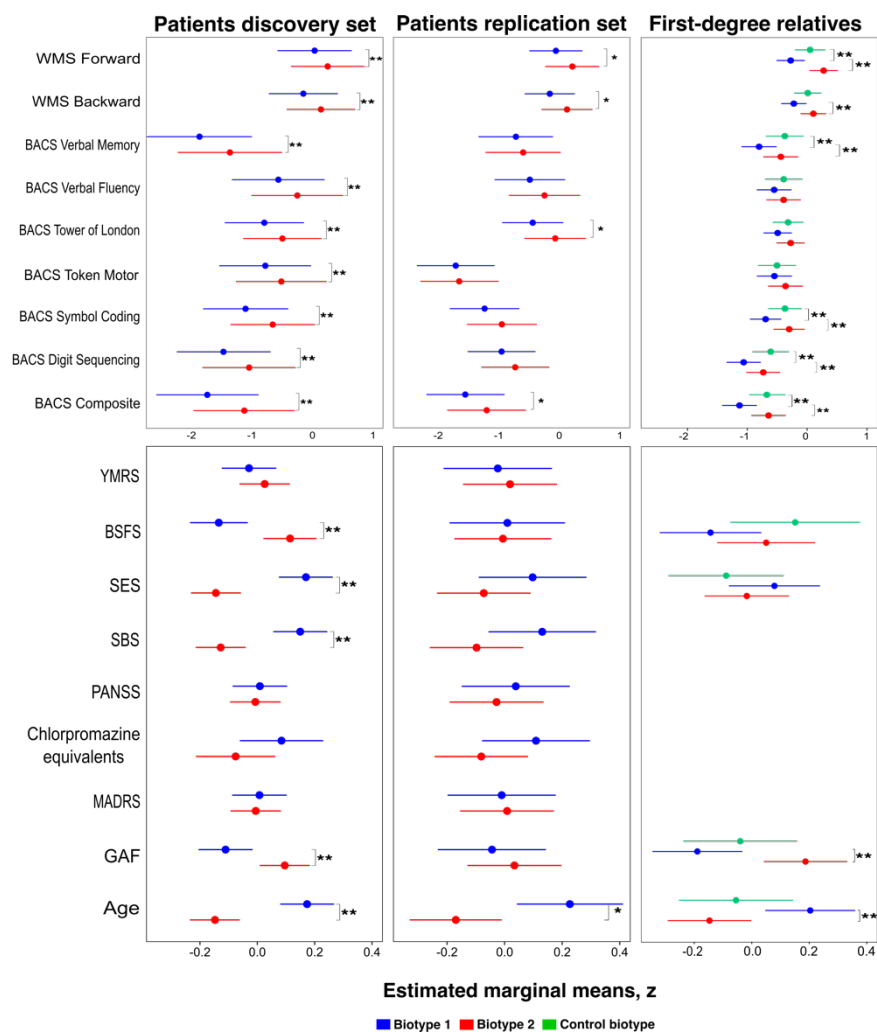 Patients discovery set Patients replication set First-degree relatives
WMS Forward ** * ** **
WMS Backward ** * **
BACS Verbal Memory ** ** **
BACS Verbal Fluency **
BACS Tower of London ** *
BACS Token Motor **
BACS Symbol Coding ** ** **
BACS Digit Sequencing ** ** **
BACS Composite ** * ** **
-2 -1 0 1 -2 -1 0 -2 -1 0 1
YMRS
BSFS **
SES **
SBS **
PANSS
Chlorpromazine
equivalents
MADRS
GAF ** **
Age ** * **
-0.2 0.0 0.2 0.4 -0.2 0.0 0.2 0.4 -0.2 0.0 0.2 0.4
Estimated marginal means, z
Biotype 1 Biotype 2 Control biotype